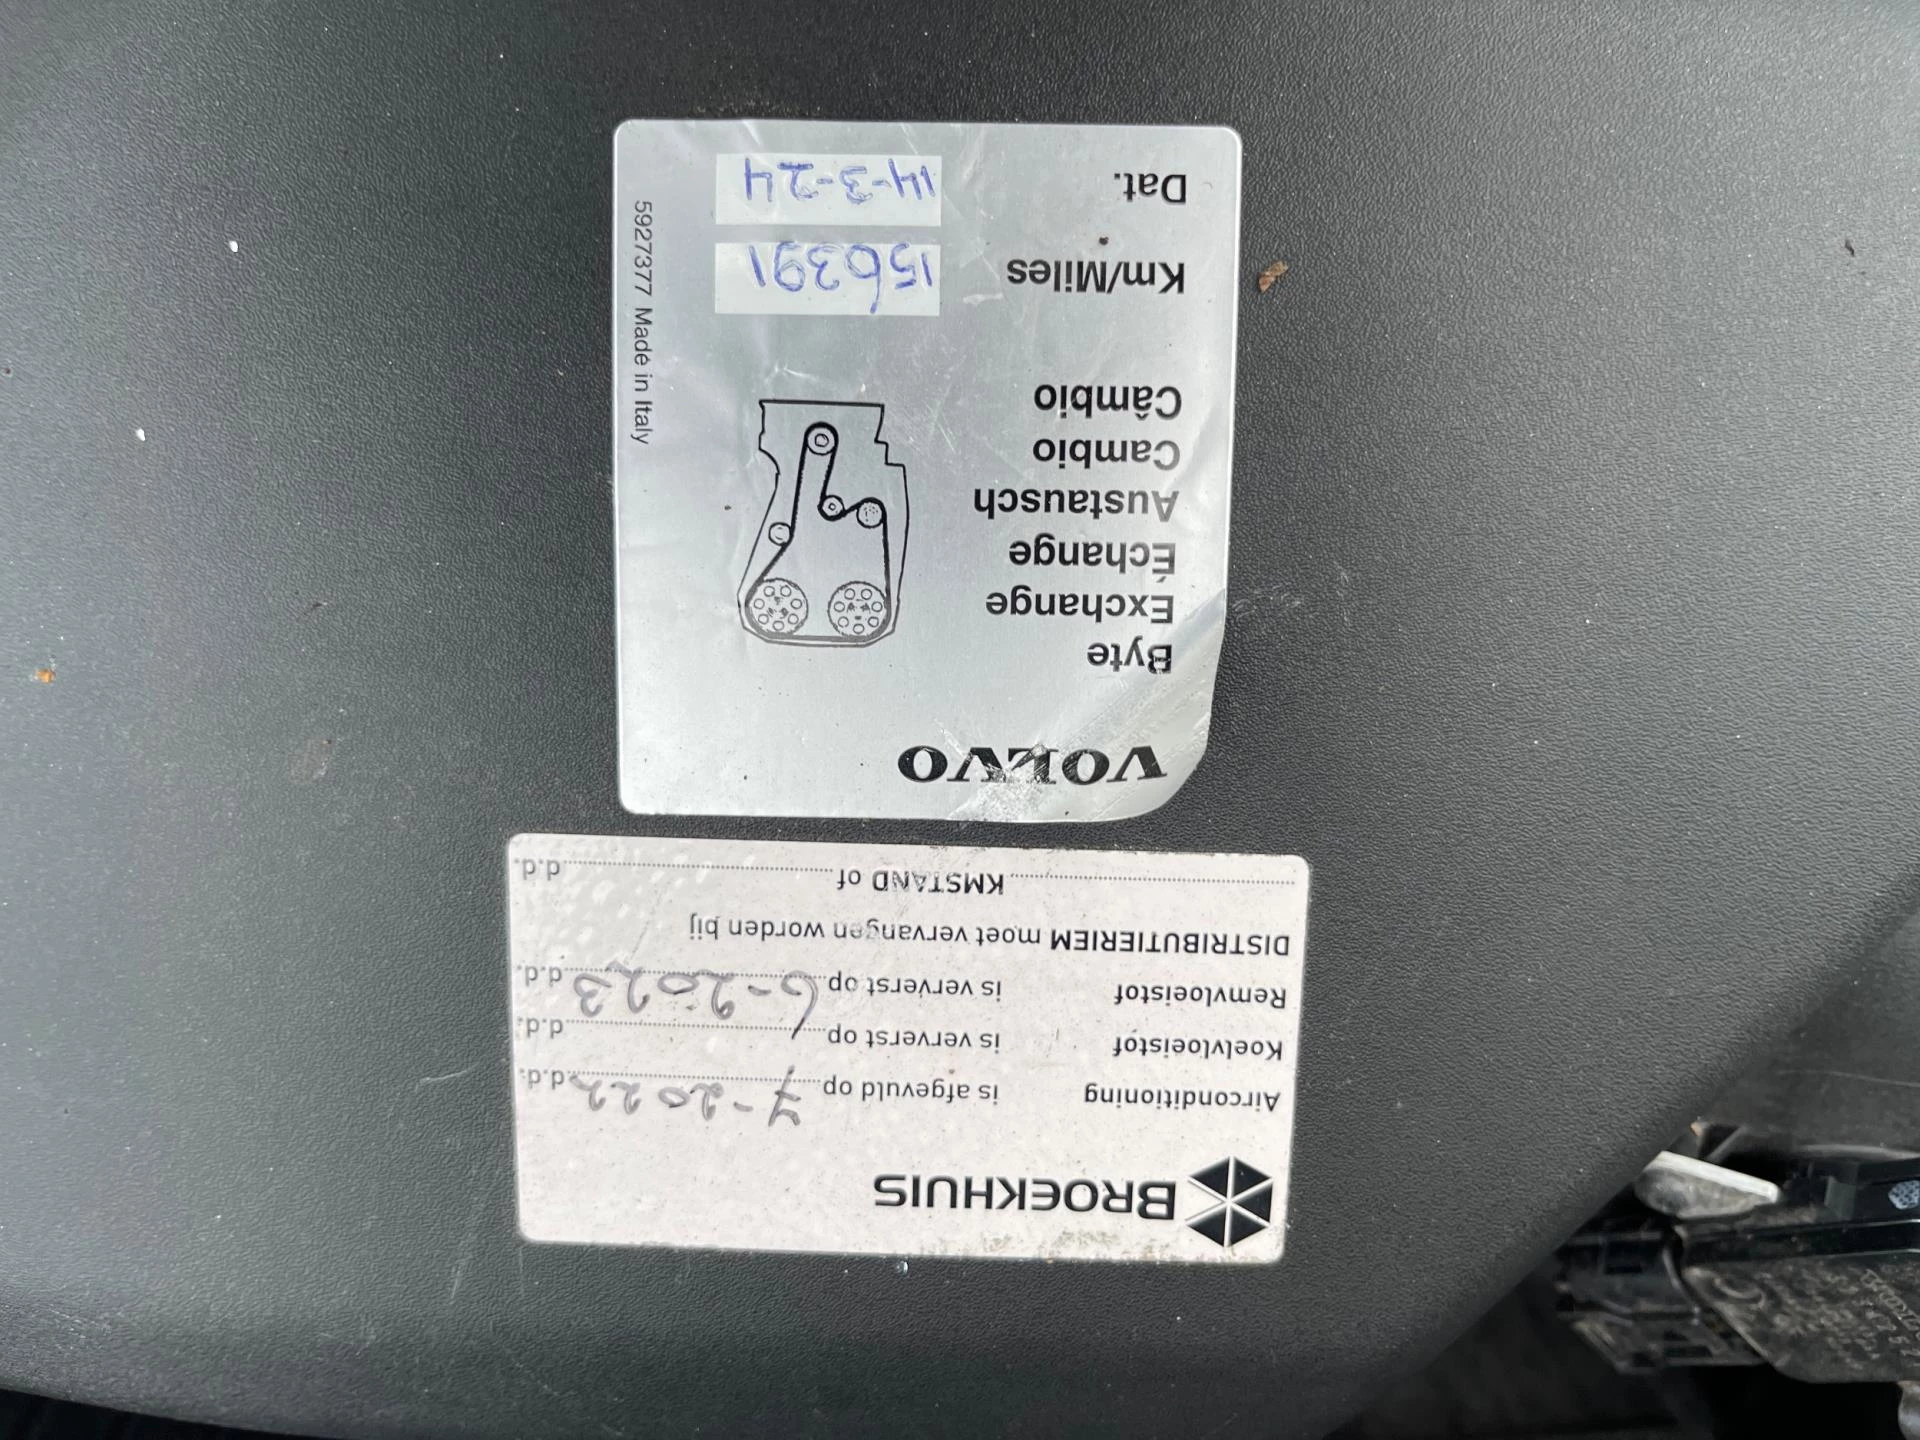 BROEKHUIS
Airconditioning is afgevuld op 7-2022 d.d.
Koelvloeistof is ververst op d.d.
Remvloeistof is ververst op 6-2023 d.d.
DISTRIBUTIERIEM moet vervangen worden bij
KMSTAND of d.d.
VOLVO
Byte
Exchange
Échange
Austausch
Cambio
Câmbio
Km/Miles 156391
Dat. 14-3-24
5927377 Made in Italy